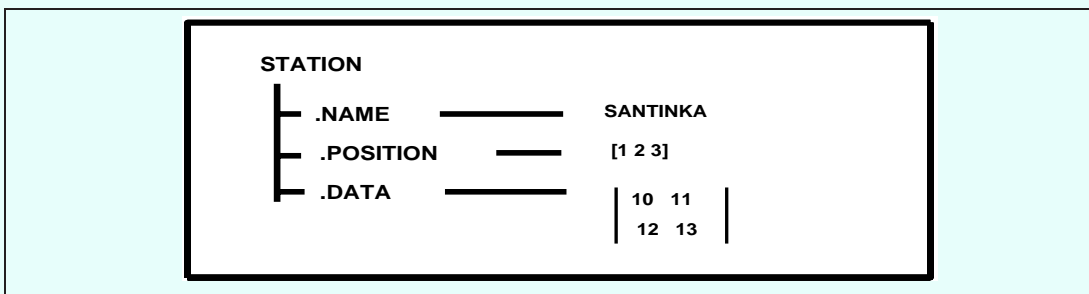 STATION
.NAME SANTINKA
.POSITION [1 2 3]
.DATA
10 11
12 13